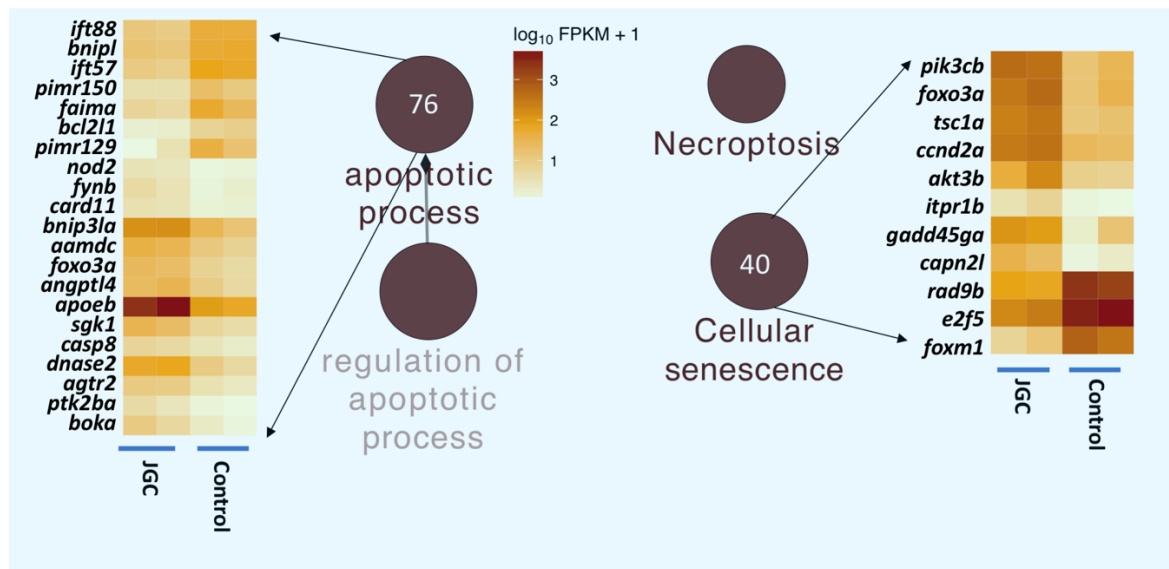 ift88
bnipl
ift57
pimr150
faima
bcl2l1
pimr129
nod2
fynb
card11
bnip3la
aamdc
foxo3a
angptl4
apoeb
sgk1
casp8
dnase2
agtr2
ptk2ba
boka
JGC
Control
log10 FPKM + 1
3
2
1
76
apoptotic
process
regulation of
apoptotic
process
Necroptosis
40
Cellular
senescence
pik3cb
foxo3a
tsc1a
ccnd2a
akt3b
itpr1b
gadd45ga
capn2l
rad9b
e2f5
foxm1
JGC
Control